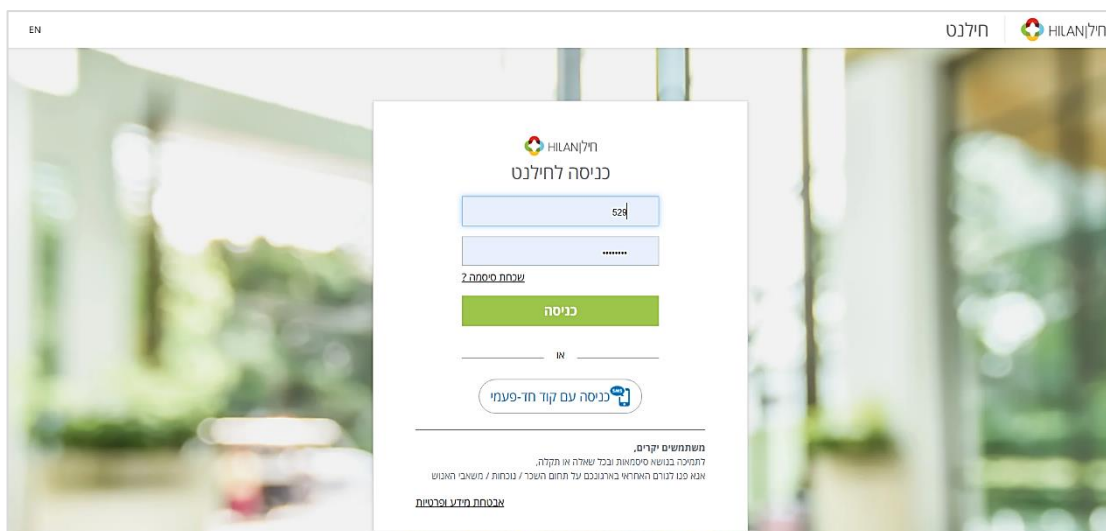 חילן|HILAN חילנט EN
חילן|HILAN
כניסה לחילנט
529
שכחת סיסמה ?
כניסה
או
SMS כניסה עם קוד חד-פעמי
משתמשים יקרים,
לתמיכה בנושא סיסמאות ובכל שאלה או תקלה,
אנא פנו לגורם האחראי בארגונכם על תחום השכר / נוכחות / משאבי האנוש
אבטחת מידע ופרטיות